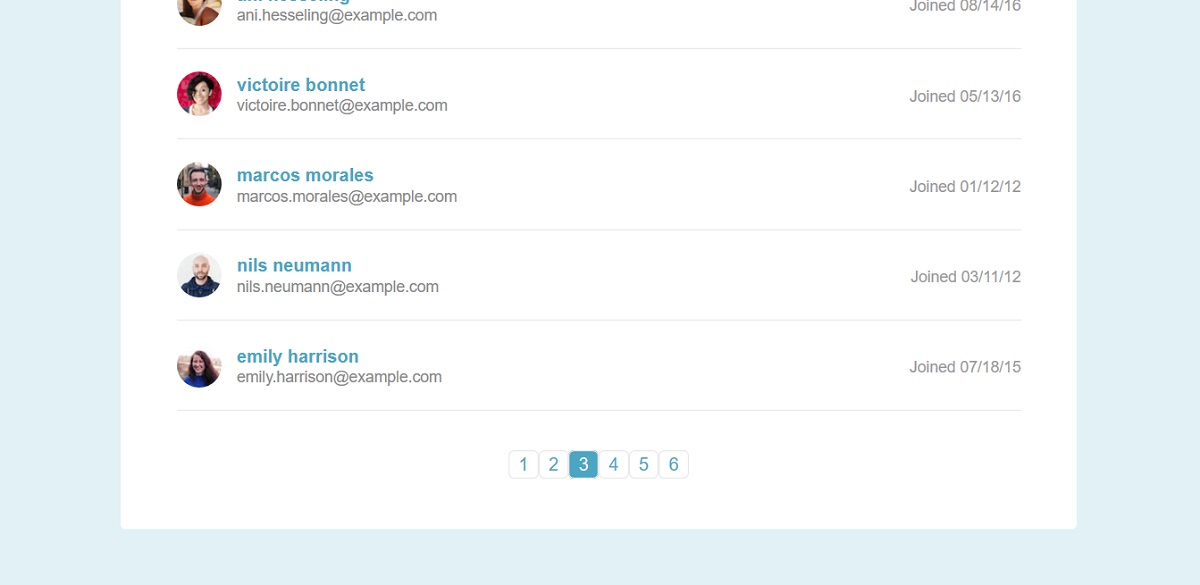 ani hesseling
ani.hesseling@example.com
Joined 08/14/16
victoire bonnet
victoire.bonnet@example.com
Joined 05/13/16
marcos morales
marcos.morales@example.com
Joined 01/12/12
nils neumann
nils.neumann@example.com
Joined 03/11/12
emily harrison
emily.harrison@example.com
Joined 07/18/15
1 2 3 4 5 6